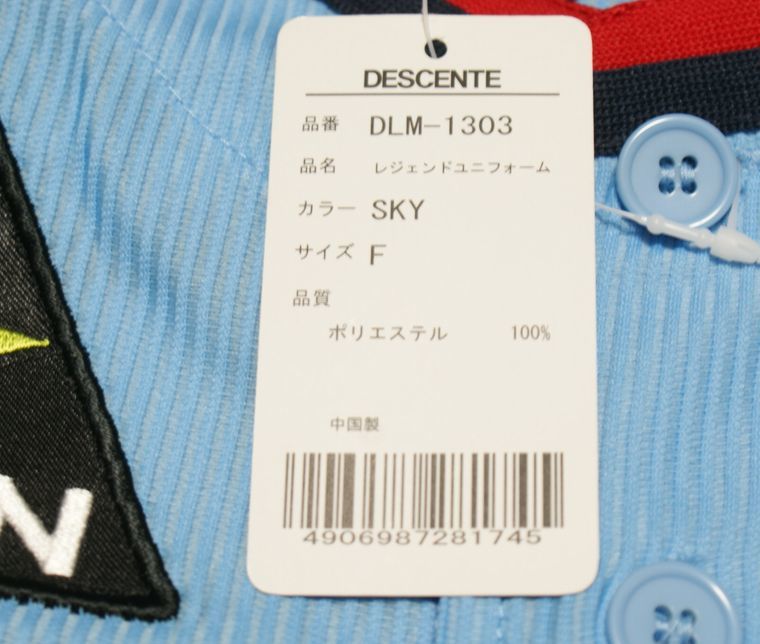 DESCENTE
品番 DLM-1303
品名 レジェンドユニフォーム
カラー SKY
サイズ F
品質
ポリエステル 100%
中国製
4906987281745
N